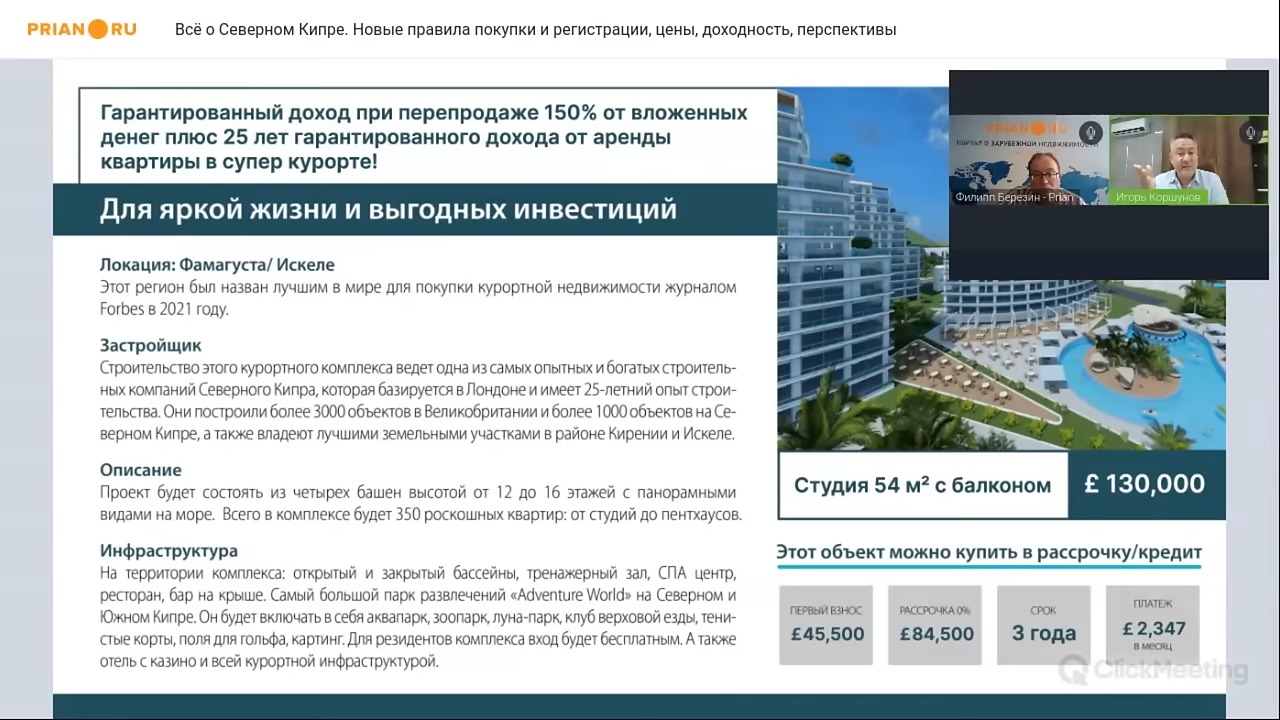 PRIAN RU
Всё о Северном Кипре. Новые правила покупки и регистрации, цены, доходность, перспективы
Гарантированный доход при перепродаже 150% от вложенных
денег плюс 25 лет гарантированного дохода от аренды
квартиры в супер курорте!
Для яркой жизни и выгодных инвестиций
Локация: Фамагуста/ Искеле
Этот регион был назван лучшим в мире для покупки курортной недвижимости журналом
Forbes в 2021 году.
Застройщик
Строительство этого курортного комплекса ведет одна из самых опытных и богатых строитель-
ных компаний Северного Кипра, которая базируется в Лондоне и имеет 25-летний опыт строи-
тельства. Они построили более 3000 объектов в Великобритании и более 1000 объектов на Се-
верном Кипре, а также владеют лучшими земельными участками в районе Кирении и Искеле.
Описание
Проект будет состоять из четырех башен высотой от 12 до 16 этажей с панорамными
видами на море. Всего в комплексе будет 350 роскошных квартир: от студий до пентхаусов.
Инфраструктура
На территории комплекса: открытый и закрытый бассейны, тренажерный зал, СПА центр,
ресторан, бар на крыше. Самый большой парк развлечений «Adventure World» на Северном и
Южном Кипре. Он будет включать в себя аквапарк, зоопарк, луна-парк, клуб верховой езды, тени-
стые корты, поля для гольфа, картинг. Для резидентов комплекса вход будет бесплатным. А также
отель с казино и всей курортной инфраструктурой.
PRIAN RU
ПОРТАЛ О ЗАРУБЕЖНОЙ НЕДВИЖИМОСТИ
Филипп Березин - Prian
Игорь Коршунов
Студия 54 м² с балконом
£ 130,000
Этот объект можно купить в рассрочку/кредит
ПЕРВЫЙ ВЗНОС
£45,500
РАССРОЧКА 0%
£84,500
СРОК
3 года
ПЛАТЕЖ
£ 2,347
в месяц
ClickMeeting